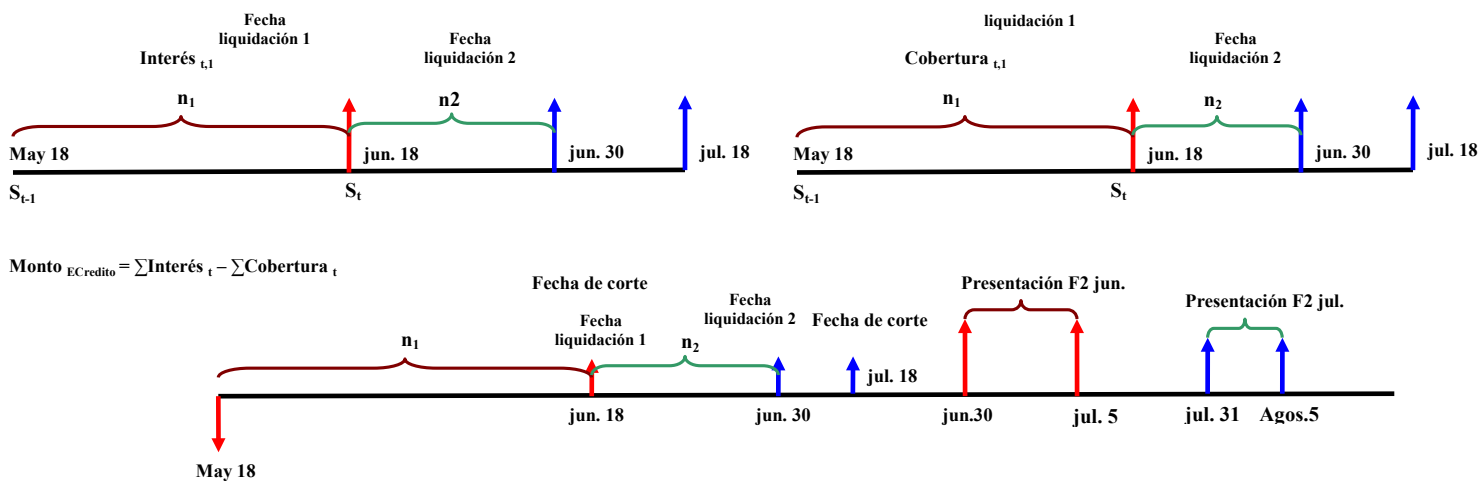 Fecha
liquidación 1
Interés t,1
Fecha
liquidación 2
n1
n2
May 18
jun. 18
jun. 30
jul. 18
St-1
St
liquidación 1
Cobertura t,1
Fecha
liquidación 2
n1
n2
May 18
jun. 18
jun. 30
jul. 18
St-1
St
Monto ECredito = ∑Interés t – ∑Cobertura t
Fecha de corte
Fecha
liquidación 1
Fecha
liquidación 2
Fecha de corte
Presentación F2 jun.
Presentación F2 jul.
n1
n2
jul. 18
jun. 18
jun. 30
jun.30
jul. 5
jul. 31
Agos.5
May 18